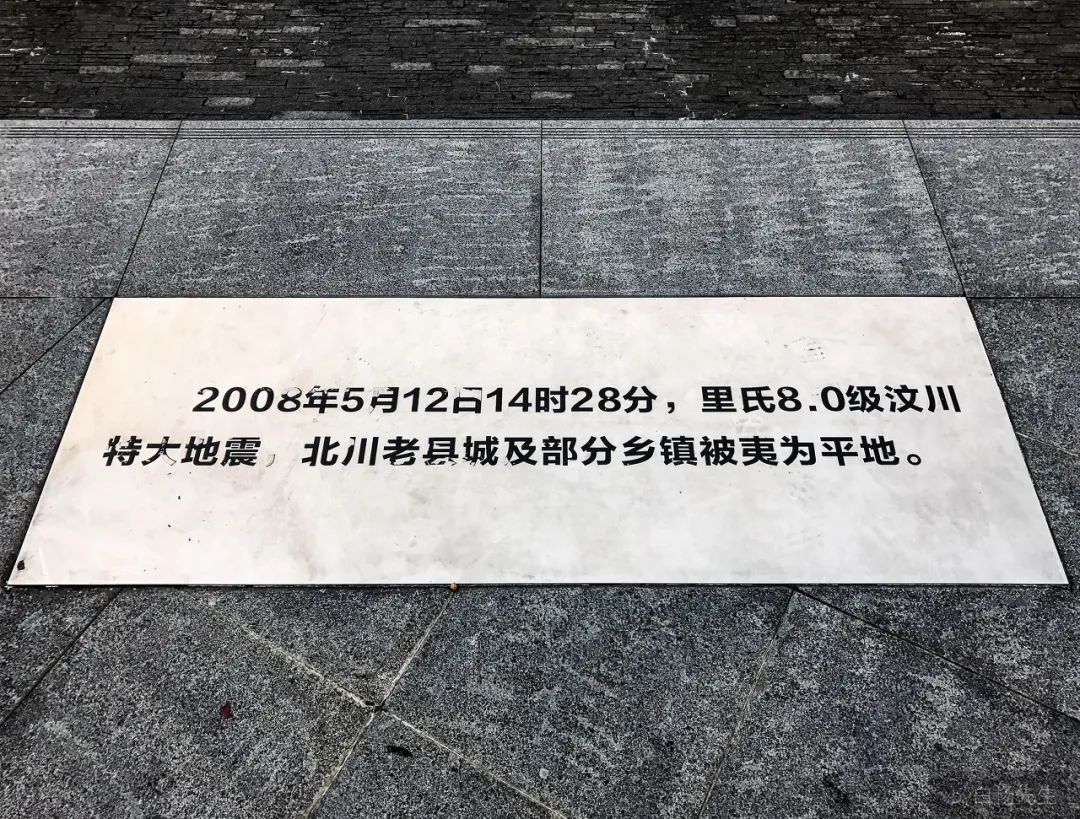 2008年5月12日14时28分，里氏8.0级汶川
特大地震，北川老县城及部分乡镇被夷为平地。